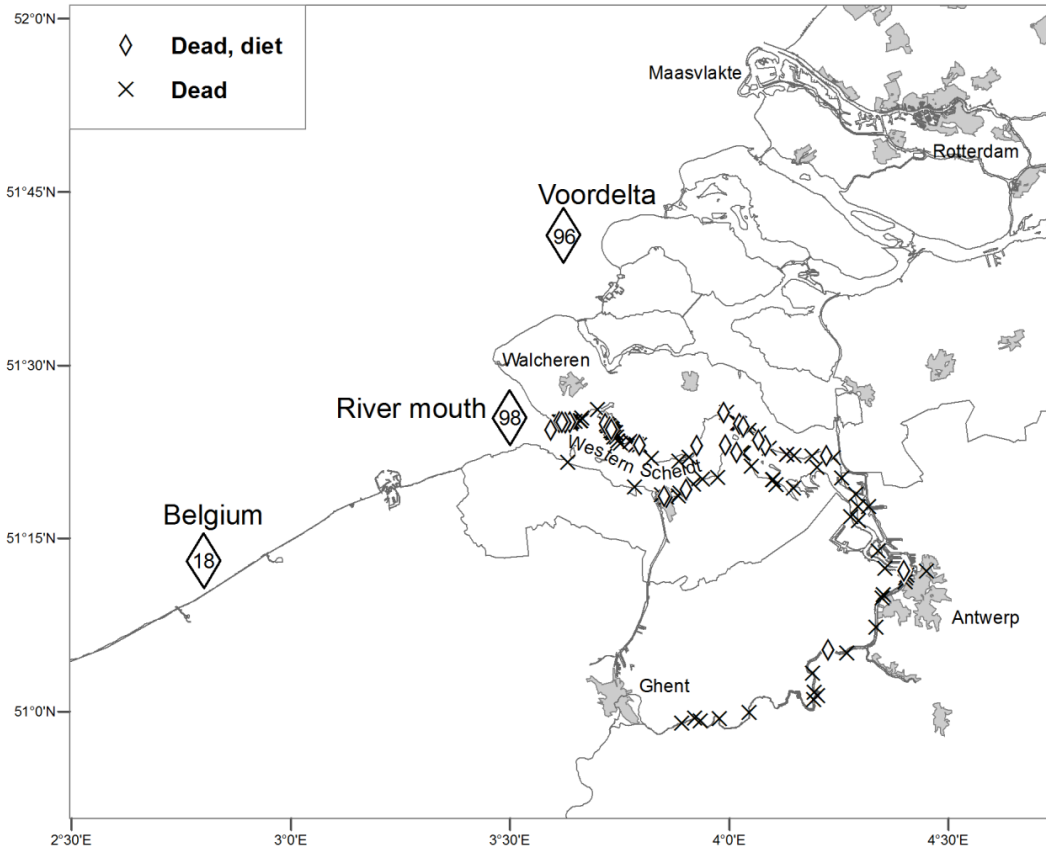 52°0'N
Dead, diet
Dead
Maasvlakte
Rotterdam
51°45'N
Voordelta
96
51°30'N
Walcheren
River mouth
98
Western Scheldt
51°15'N
Belgium
18
Antwerp
Ghent
51°0'N
2°30'E
3°0'E
3°30'E
4°0'E
4°30'E